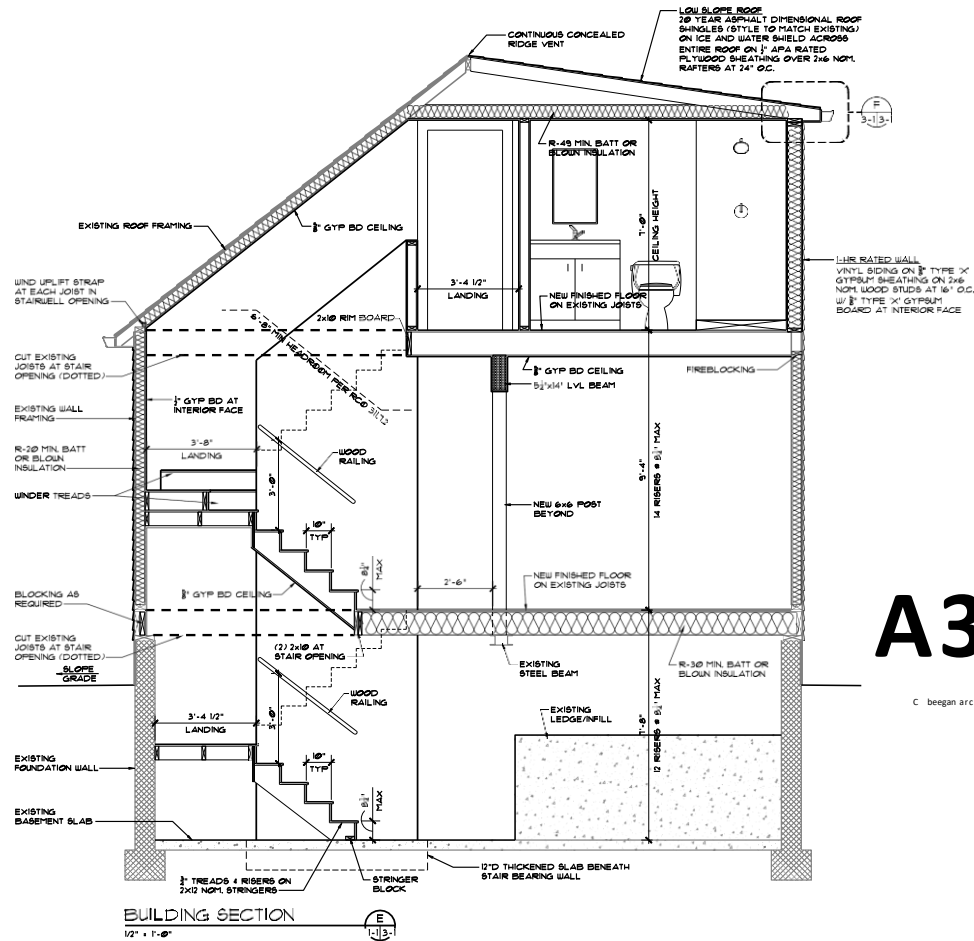 LOW SLOPE ROOF
20 YEAR ASPHALT DIMENSIONAL ROOF
SHINGLES (STYLE TO MATCH EXISTING)
ON ICE AND WATER SHIELD ACROSS
ENTIRE ROOF ON ½" APA RATED
PLYWOOD SHEATHING OVER 2x6 NOM.
RAFTERS AT 24" O.C.
CONTINUOUS CONCEALED
RIDGE VENT
F
3-1 3-
R-49 MIN. BATT OR
BLOWN INSULATION
EXISTING ROOF FRAMING
GYP BD CEILING
7'-0"
CEILING HEIGHT
1-HR RATED WALL
VINYL SIDING ON ⅝" TYPE 'X'
GYPSUM SHEATHING ON 2x6
NOM. WOOD STUDS AT 16" O.C.
W/ ⅝" TYPE 'X' GYPSUM
BOARD AT INTERIOR FACE
WIND UPLIFT STRAP
AT EACH JOIST IN
STAIRWELL OPENING
3'-4 1/2"
LANDING
NEW FINISHED FLOOR
ON EXISTING JOISTS
2x10 RIM BOARD
6'-8" MIN HEADROOM PER RCO 311.7.2
CUT EXISTING
JOISTS AT STAIR
OPENING (DOTTED)
GYP BD CEILING
5¼"x14" LVL BEAM
FIREBLOCKING
½" GYP BD AT
INTERIOR FACE
EXISTING WALL
FRAMING
3'-8"
LANDING
R-20 MIN. BATT
OR BLOWN
INSULATION
WOOD
RAILING
3'-0"
9'-4"
14 RISERS @ 8¼" MAX
WINDER TREADS
NEW 6x6 POST
BEYOND
10"
TYP
8¼"
MAX
2'-6"
NEW FINISHED FLOOR
ON EXISTING JOISTS
GYP BD CEILING
BLOCKING AS
REQUIRED
CUT EXISTING
JOISTS AT STAIR
OPENING (DOTTED)
(2) 2x10 AT
STAIR OPENING
EXISTING
STEEL BEAM
R-30 MIN. BATT OR
BLOWN INSULATION
SLOPE
GRADE
WOOD
RAILING
3'-0"
3'-4 1/2"
LANDING
EXISTING
LEDGE/INFILL
7'-8"
12 RISERS @ 8¼" MAX
EXISTING
FOUNDATION WALL
10"
TYP
8¼"
MAX
EXISTING
BASEMENT SLAB
TREADS & RISERS ON
2X12 NOM. STRINGERS
STRINGER
BLOCK
12"D THICKENED SLAB BENEATH
STAIR BEARING WALL
BUILDING SECTION
1/2" = 1'-0"
E
1-1 3-
A3
C beegan arc